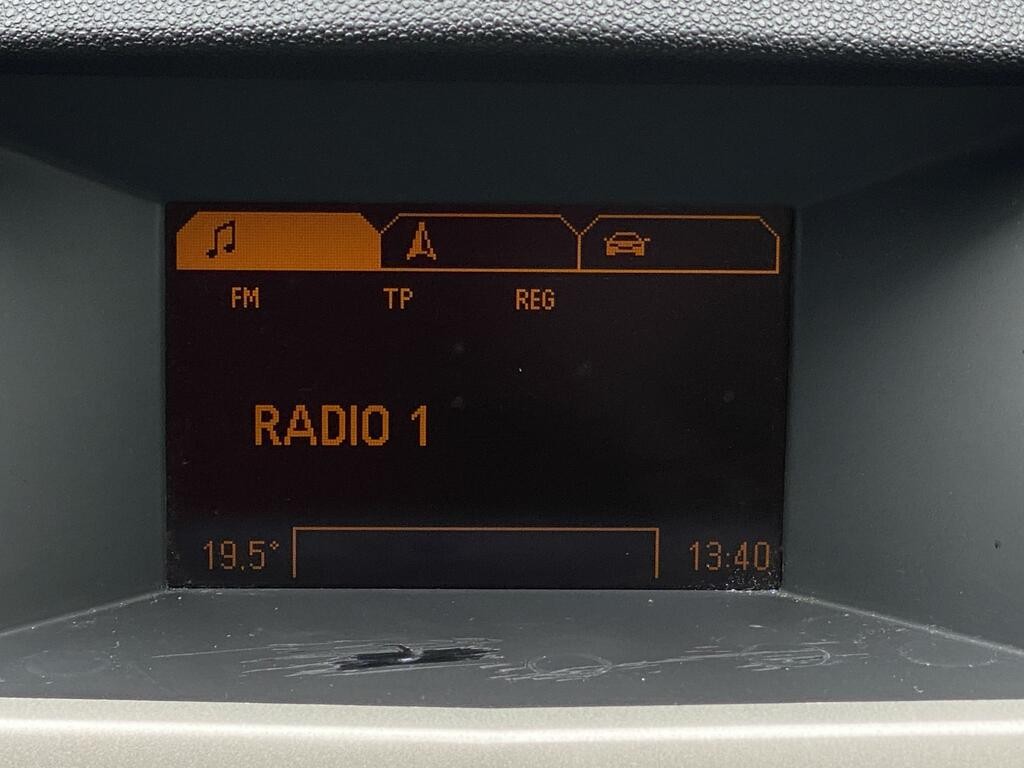 FM TP REG
RADIO 1
19.5° 13:40